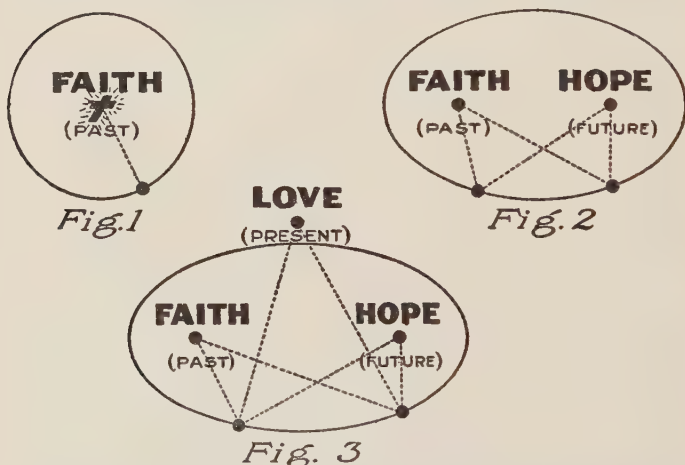 FAITH
(PAST)
Fig. 1
FAITH HOPE
(PAST) (FUTURE)
Fig. 2
LOVE
(PRESENT)
FAITH HOPE
(PAST) (FUTURE)
Fig. 3